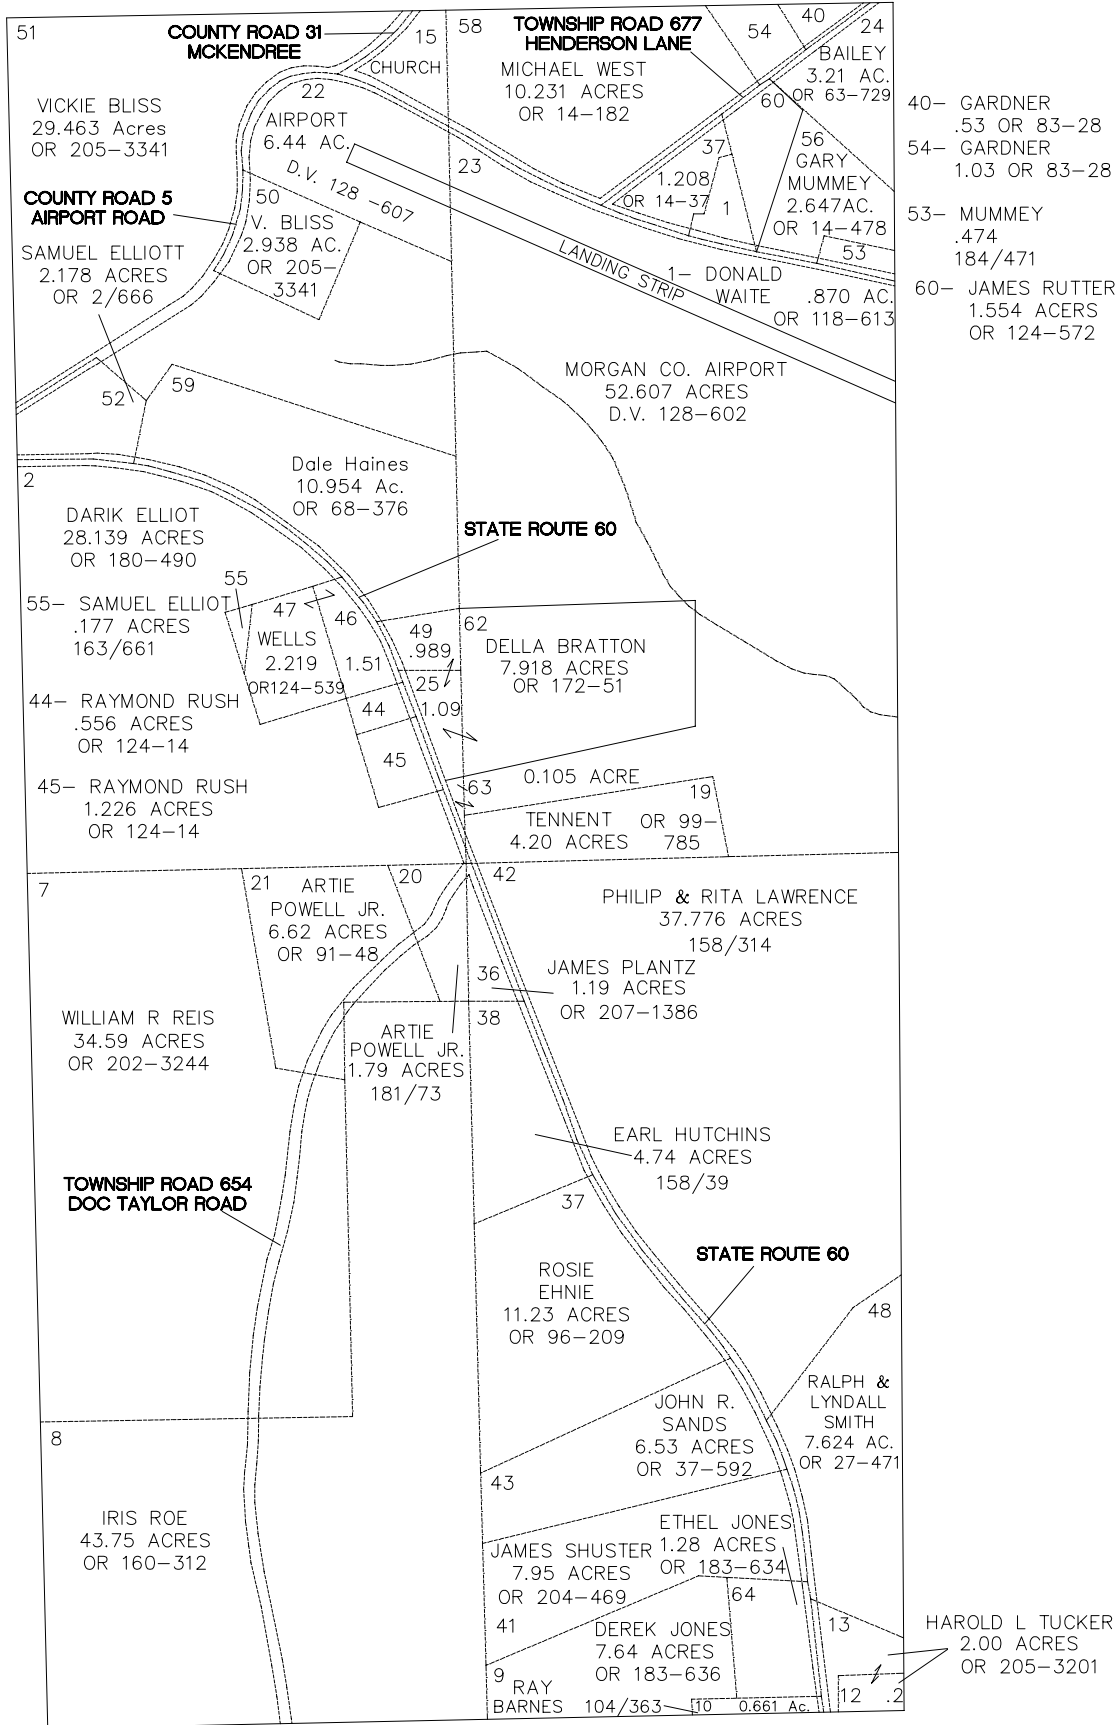 51
COUNTY ROAD 31
MCKENDREE
15
CHURCH
58
TOWNSHIP ROAD 677
HENDERSON LANE
54
40
24
BAILEY
3.21 AC.
OR 63-729
VICKIE BLISS
29.463 Acres
OR 205-3341
22
AIRPORT
6.44 AC.
D.V. 128 -607
MICHAEL WEST
10.231 ACRES
OR 14-182
60
23
37
1.208
OR 14-37
1
56
GARY
MUMMEY
2.647AC.
OR 14-478
53
40- GARDNER
.53 OR 83-28
54- GARDNER
1.03 OR 83-28
53- MUMMEY
.474
184/471
60- JAMES RUTTER
1.554 ACERS
OR 124-572
COUNTY ROAD 5
AIRPORT ROAD
50
V. BLISS
2.938 AC.
OR 205-
3341
SAMUEL ELLIOTT
2.178 ACRES
OR 2/666
LANDING STRIP
1- DONALD
WAITE .870 AC.
OR 118-613
52
59
MORGAN CO. AIRPORT
52.607 ACRES
D.V. 128-602
2
Dale Haines
10.954 Ac.
OR 68-376
DARIK ELLIOT
28.139 ACRES
OR 180-490
STATE ROUTE 60
55
55- SAMUEL ELLIOT
.177 ACRES
163/661
47
WELLS
2.219
OR124-539
46
1.51
49
.989
62
DELLA BRATTON
7.918 ACRES
OR 172-51
25
1.09
44
44- RAYMOND RUSH
.556 ACRES
OR 124-14
45
45- RAYMOND RUSH
1.226 ACRES
OR 124-14
63
0.105 ACRE
19
TENNENT OR 99-
4.20 ACRES 785
7
21
ARTIE
POWELL JR.
6.62 ACRES
OR 91-48
20
42
PHILIP & RITA LAWRENCE
37.776 ACRES
158/314
36
JAMES PLANTZ
1.19 ACRES
OR 207-1386
38
WILLIAM R REIS
34.59 ACRES
OR 202-3244
ARTIE
POWELL JR.
1.79 ACRES
181/73
EARL HUTCHINS
4.74 ACRES
158/39
TOWNSHIP ROAD 654
DOC TAYLOR ROAD
37
ROSIE
EHNIE
11.23 ACRES
OR 96-209
STATE ROUTE 60
48
RALPH &
LYNDALL
SMITH
7.624 AC.
OR 27-471
JOHN R.
SANDS
6.53 ACRES
OR 37-592
8
43
IRIS ROE
43.75 ACRES
OR 160-312
ETHEL JONES
1.28 ACRES
OR 183-634
JAMES SHUSTER
7.95 ACRES
OR 204-469
64
41
DEREK JONES
7.64 ACRES
OR 183-636
13
HAROLD L TUCKER
2.00 ACRES
OR 205-3201
9
RAY
BARNES 104/363
10 0.661 Ac.
12 .2